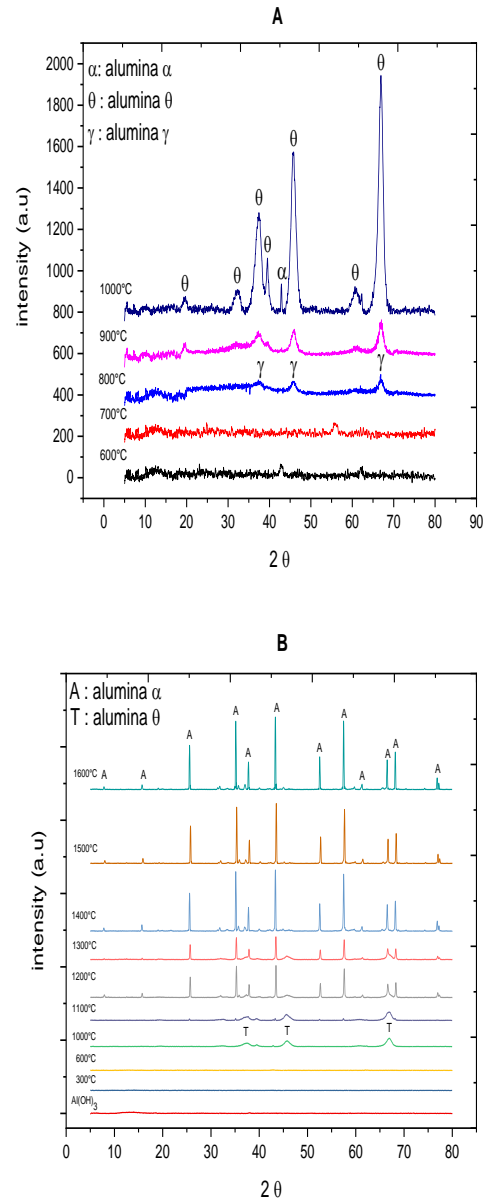 A
α: alumina α
θ : alumina θ
γ : alumina γ
2000
1800
1600
1400
1200
1000
800
600
400
200
0
intensity (a.u)
θ
θ
θ
θ
θ
θ
α
θ
1000°C
900°C
γ
γ
γ
800°C
700°C
600°C
0 10 20 30 40 50 60 70 80 90
2 θ
B
A : alumina α
T : alumina θ
intensity (a.u)
A A A A A A A A A A A A
1600°C
1500°C
1400°C
1300°C
1200°C
1100°C
T T T
1000°C
600°C
300°C
Al(OH)3
0 10 20 30 40 50 60 70 80
2 θ